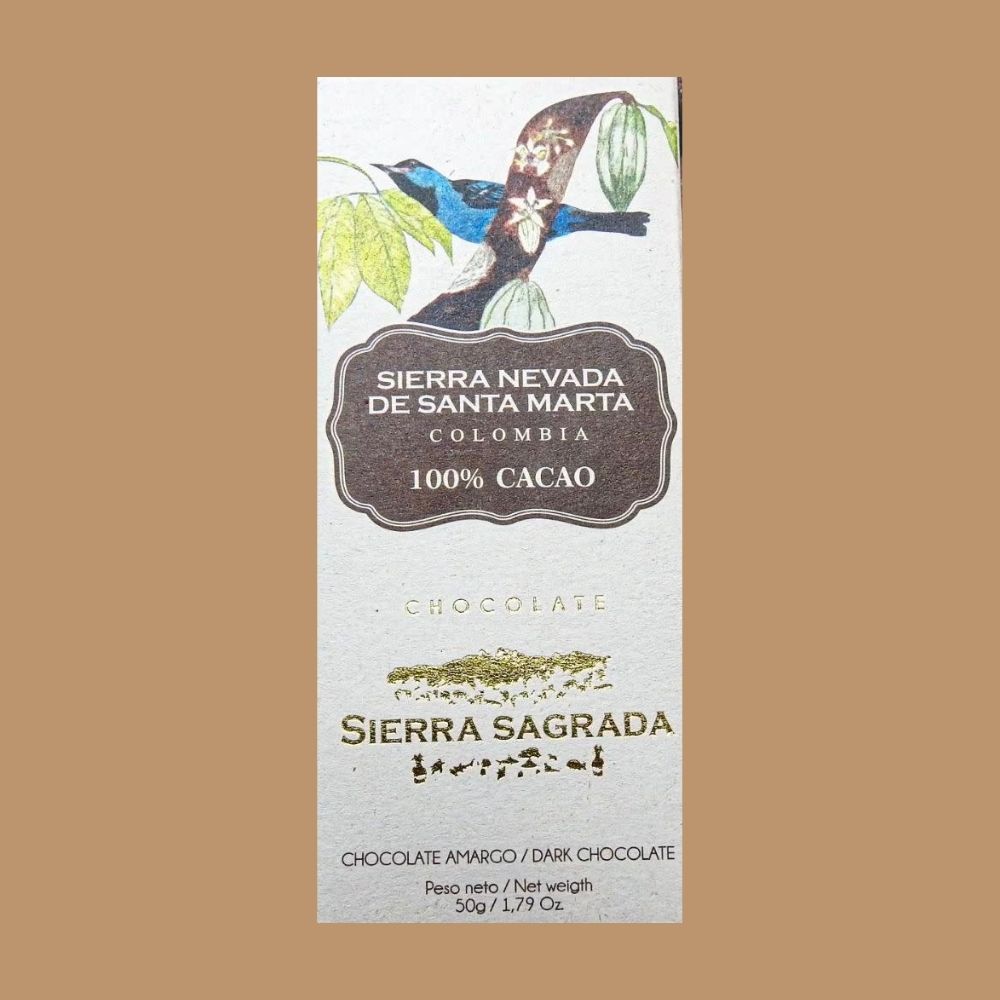 SIERRA NEVADA
DE SANTA MARTA
COLOMBIA
100% CACAO
CHOCOLATE
SIERRA SAGRADA
CHOCOLATE AMARGO / DARK CHOCOLATE
Peso neto / Net weigth
50g / 1,79 Oz.